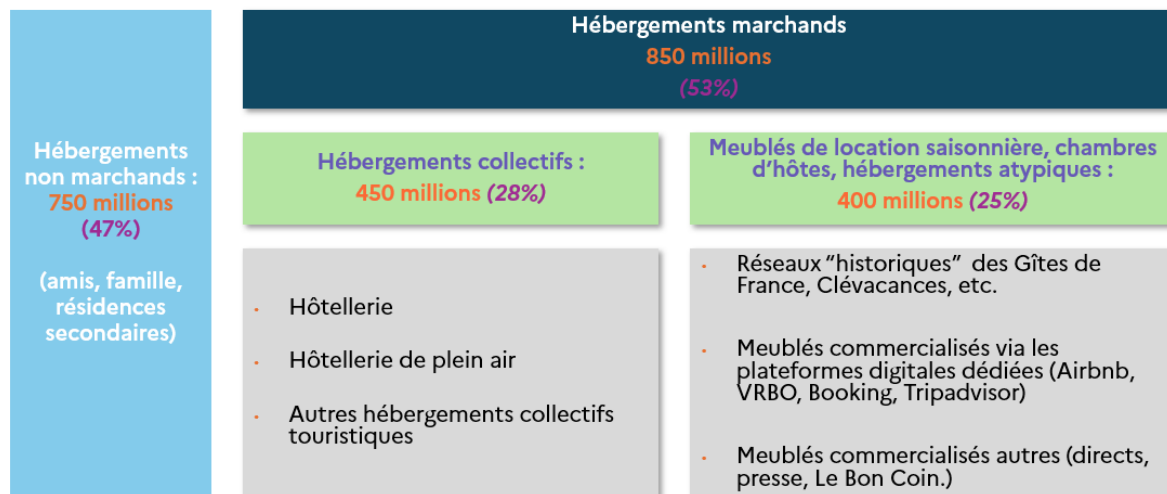 Hébergements
non marchands :
750 millions
(47%)
(amis, famille,
résidences
secondaires)
Hébergements marchands
850 millions
(53%)
Hébergements collectifs :
450 millions (28%)
Meublés de location saisonnière, chambres
d’hôtes, hébergements atypiques :
400 millions (25%)
· Hôtellerie
· Hôtellerie de plein air
· Autres hébergements collectifs
touristiques
· Réseaux “historiques” des Gîtes de
France, Clévacances, etc.
· Meublés commercialisés via les
plateformes digitales dédiées (Airbnb,
VRBO, Booking, Tripadvisor)
· Meublés commercialisés autres (directs,
presse, Le Bon Coin.)